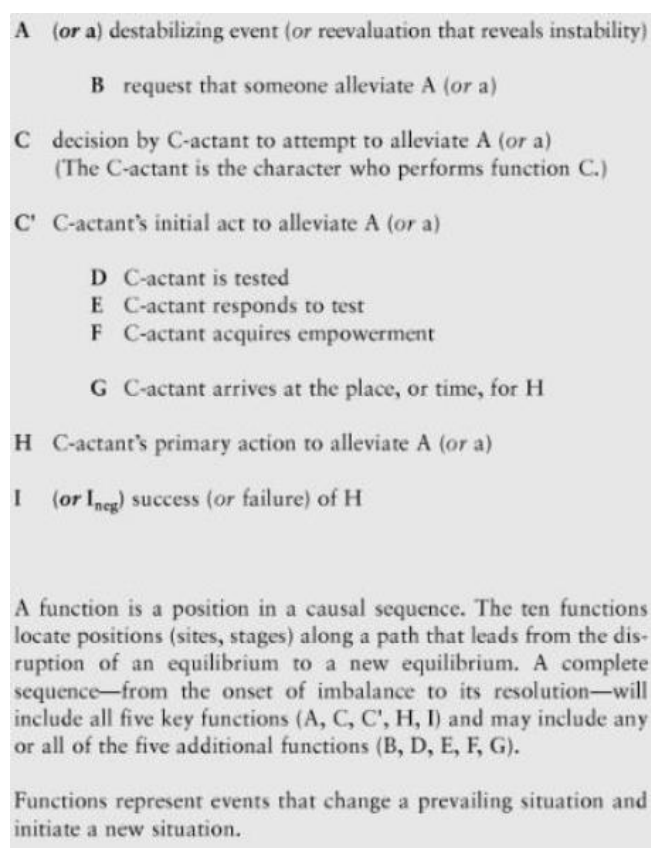 A (or a) destabilizing event (or reevaluation that reveals instability)
B request that someone alleviate A (or a)
C decision by C-actant to attempt to alleviate A (or a)
(The C-actant is the character who performs function C.)
C' C-actant's initial act to alleviate A (or a)
D C-actant is tested
E C-actant responds to test
F C-actant acquires empowerment
G C-actant arrives at the place, or time, for H
H C-actant's primary action to alleviate A (or a)
I (or Ineg) success (or failure) of H
A function is a position in a causal sequence. The ten functions
locate positions (sites, stages) along a path that leads from the dis-
ruption of an equilibrium to a new equilibrium. A complete
sequence—from the onset of imbalance to its resolution—will
include all five key functions (A, C, C', H, I) and may include any
or all of the five additional functions (B, D, E, F, G).
Functions represent events that change a prevailing situation and
initiate a new situation.